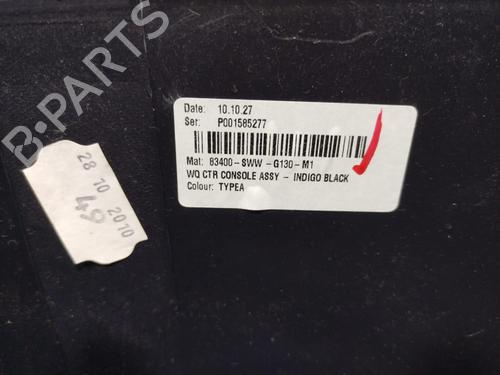 B-PARTS
Date: 10.10.27
Ser: P001585277
Mat: 83400-SWW -G130-M1
WQ CTR CONSOLE ASSY - INDIGO BLACK
Colour: TYPEA
28 10 2010
49